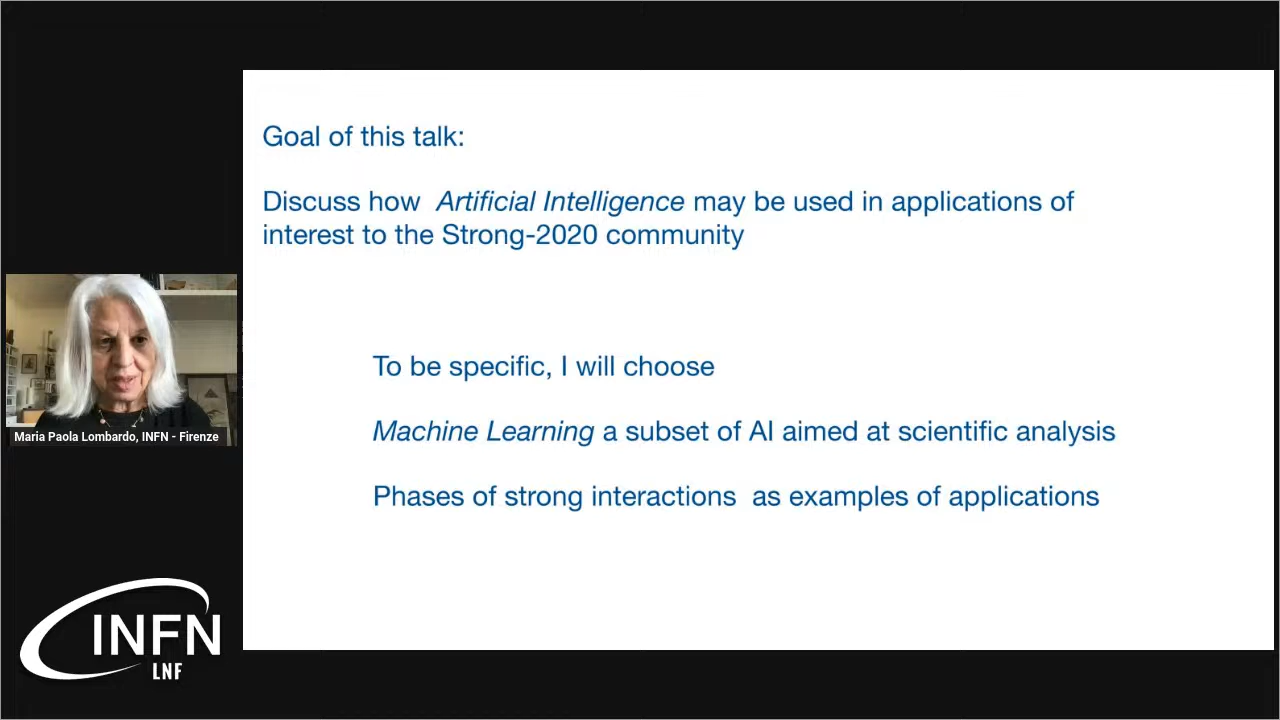 Goal of this talk:
Discuss how Artificial Intelligence may be used in applications of
interest to the Strong-2020 community
To be specific, I will choose
Machine Learning a subset of AI aimed at scientific analysis
Phases of strong interactions as examples of applications
Maria Paola Lombardo, INFN - Firenze
INFN
LNF